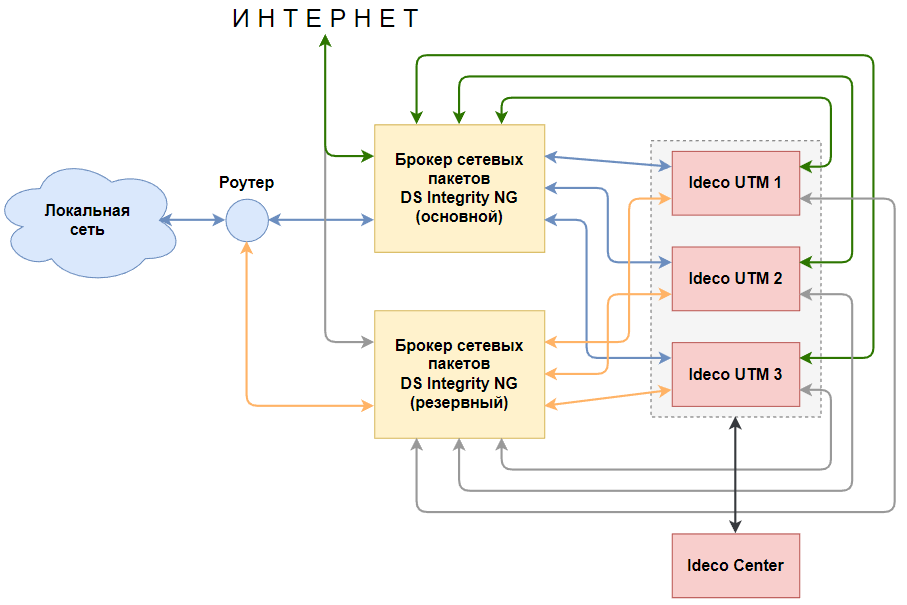 ИНТЕРНЕТ
Брокер сетевых
пакетов
DS Integrity NG
(основной)
Ideco UTM 1
Роутер
Локальная
сеть
Ideco UTM 2
Брокер сетевых
пакетов
DS Integrity NG
(резервный)
Ideco UTM 3
Ideco Center